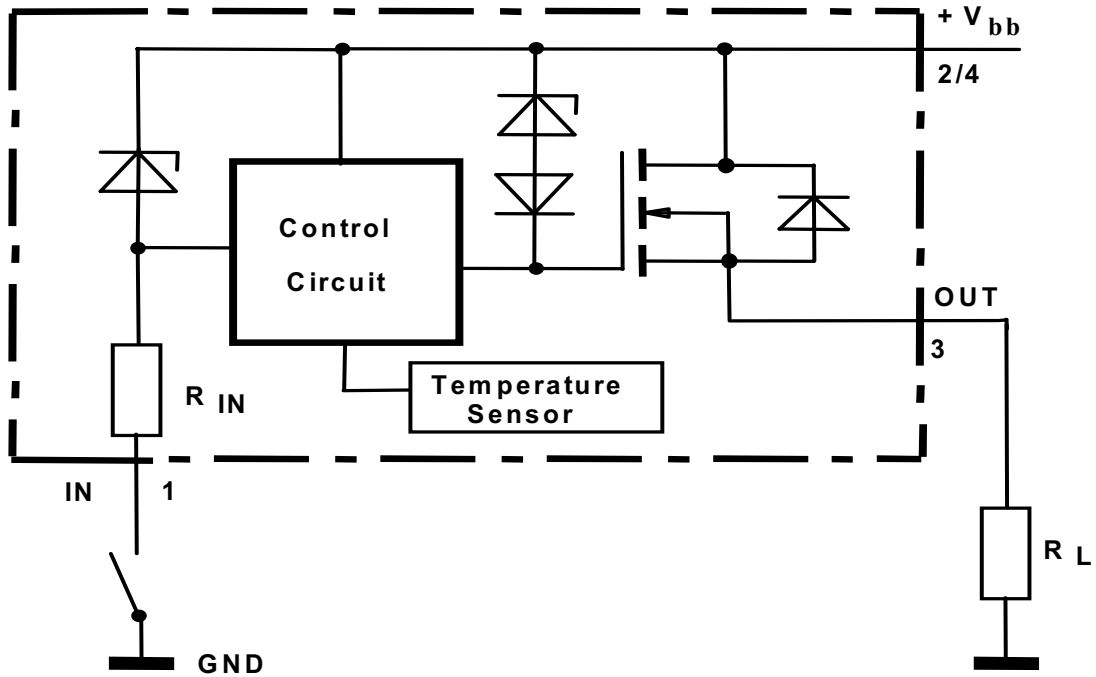 + V bb
2/4
Control
Circuit
OUT
3
R IN
Temperature
Sensor
IN 1
R L
GND